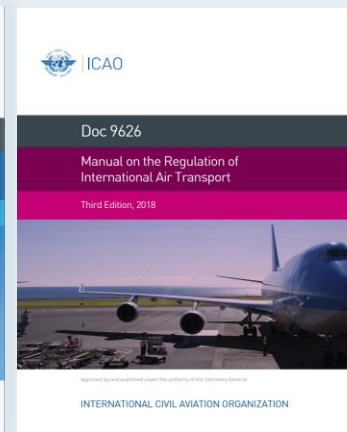 ICAO
Doc 9626
Manual on the Regulation of
International Air Transport
Third Edition, 2018
Approved by and published under the authority of the Secretary General
INTERNATIONAL CIVIL AVIATION ORGANIZATION